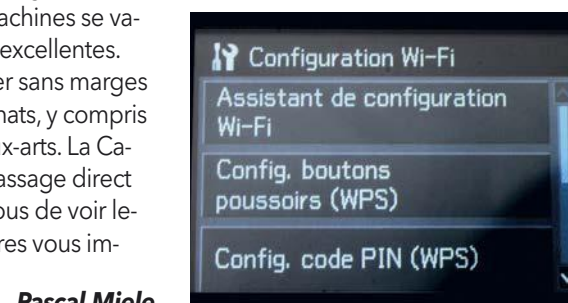 achines se va-
excellentes.
er sans marges
nats, y compris
ux-arts. La Ca-
assage direct
ous de voir le-
res vous im-
Pascal Miele
Configuration Wi-Fi
Assistant de configuration
Wi-Fi
Config. boutons
poussoirs (WPS)
Config. code PIN (WPS)